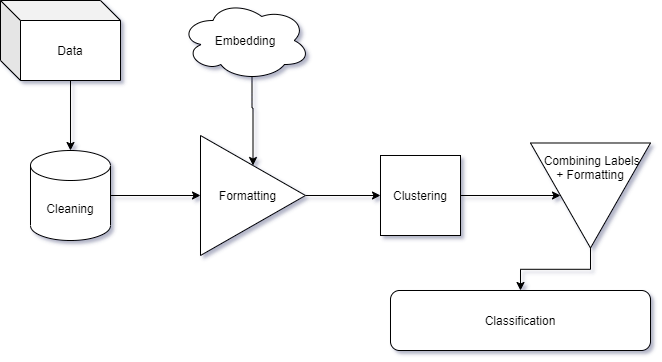 Data
Embedding
Cleaning
Formatting
Clustering
Combining Labels
+ Formatting
Classification